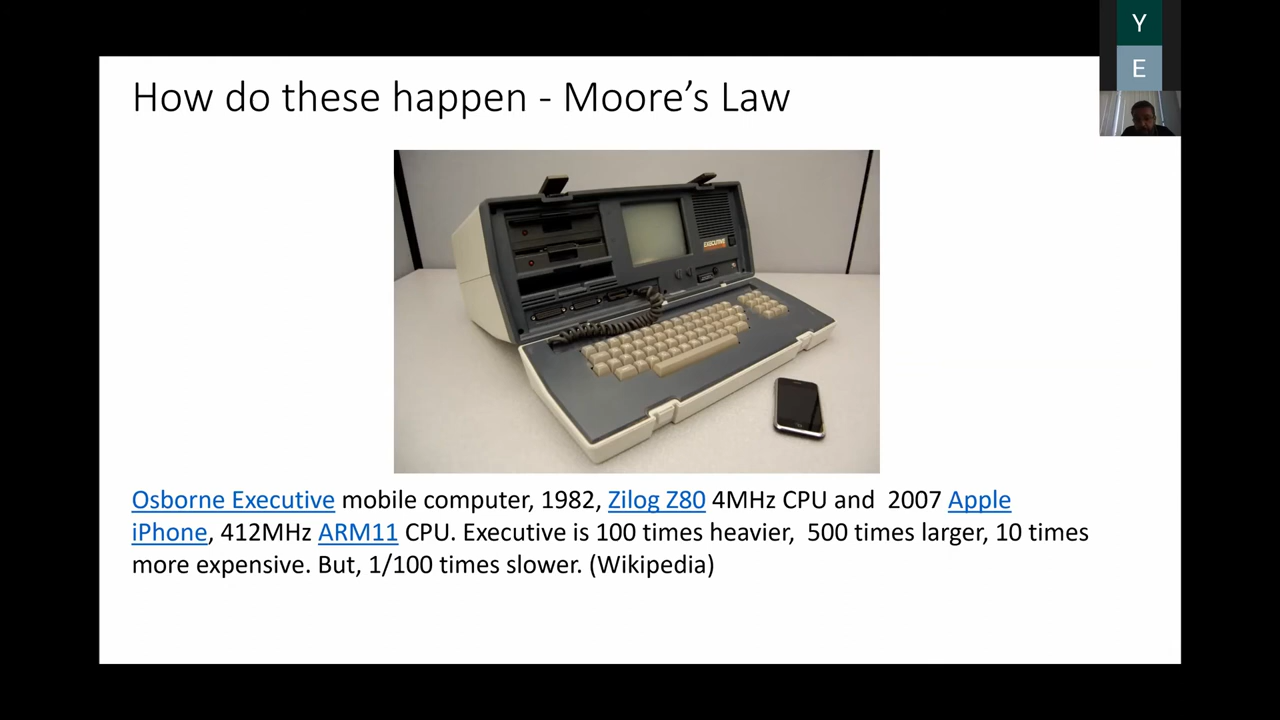 Y
E
How do these happen - Moore's Law
EXECUTIVE
Osborne Executive mobile computer, 1982, Zilog Z80 4MHz CPU and  2007 Apple
iPhone, 412MHz ARM11 CPU. Executive is 100 times heavier,  500 times larger, 10 times
more expensive. But, 1/100 times slower. (Wikipedia)